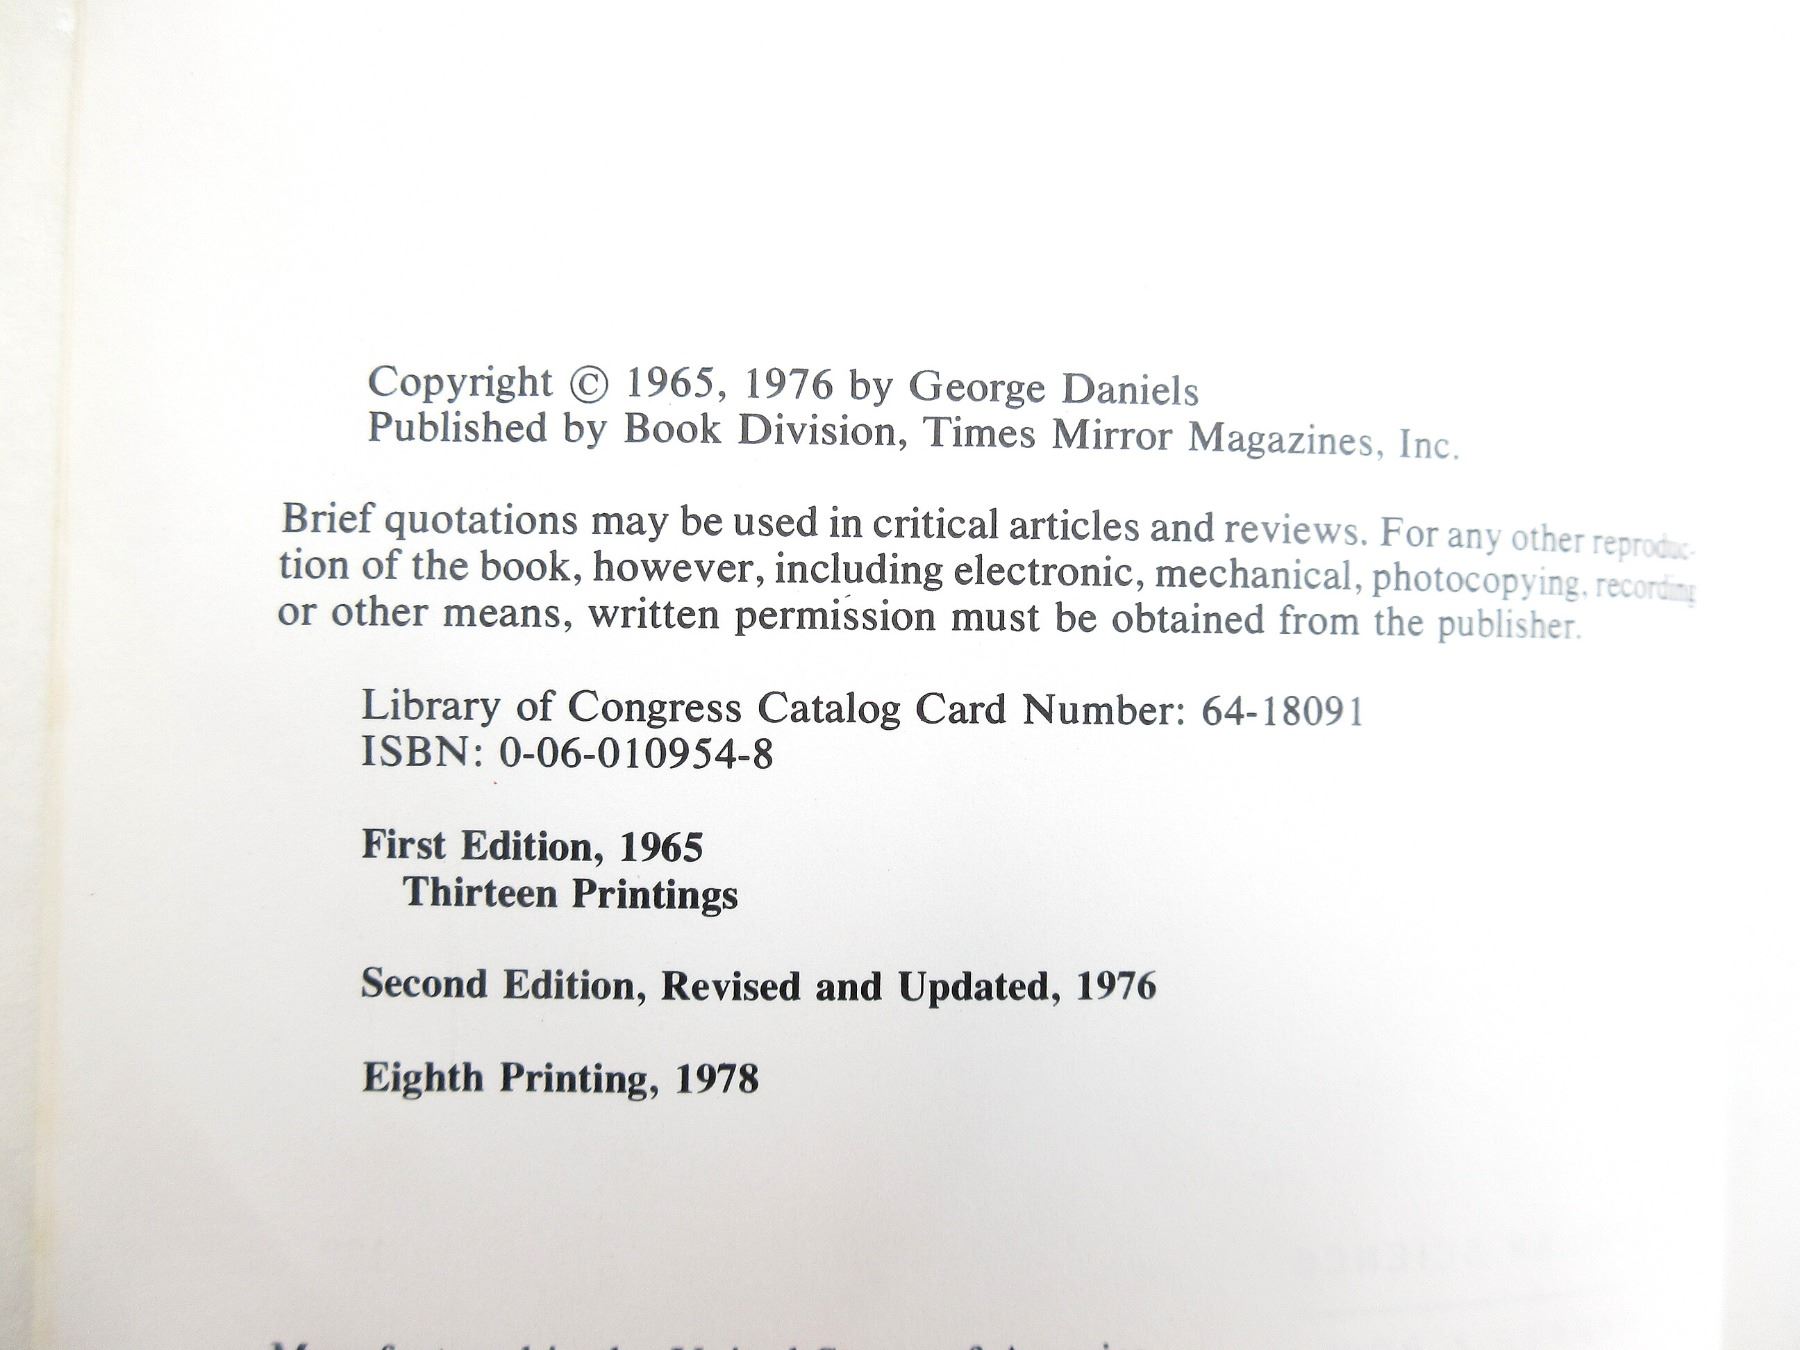 Copyright © 1965, 1976 by George Daniels
Published by Book Division, Times Mirror Magazines, Inc.
Brief quotations may be used in critical articles and reviews. For any other reproduc-
tion of the book, however, including electronic, mechanical, photocopying, recording
or other means, written permission must be obtained from the publisher.
Library of Congress Catalog Card Number: 64-18091
ISBN: 0-06-010954-8
First Edition, 1965
Thirteen Printings
Second Edition, Revised and Updated, 1976
Eighth Printing, 1978